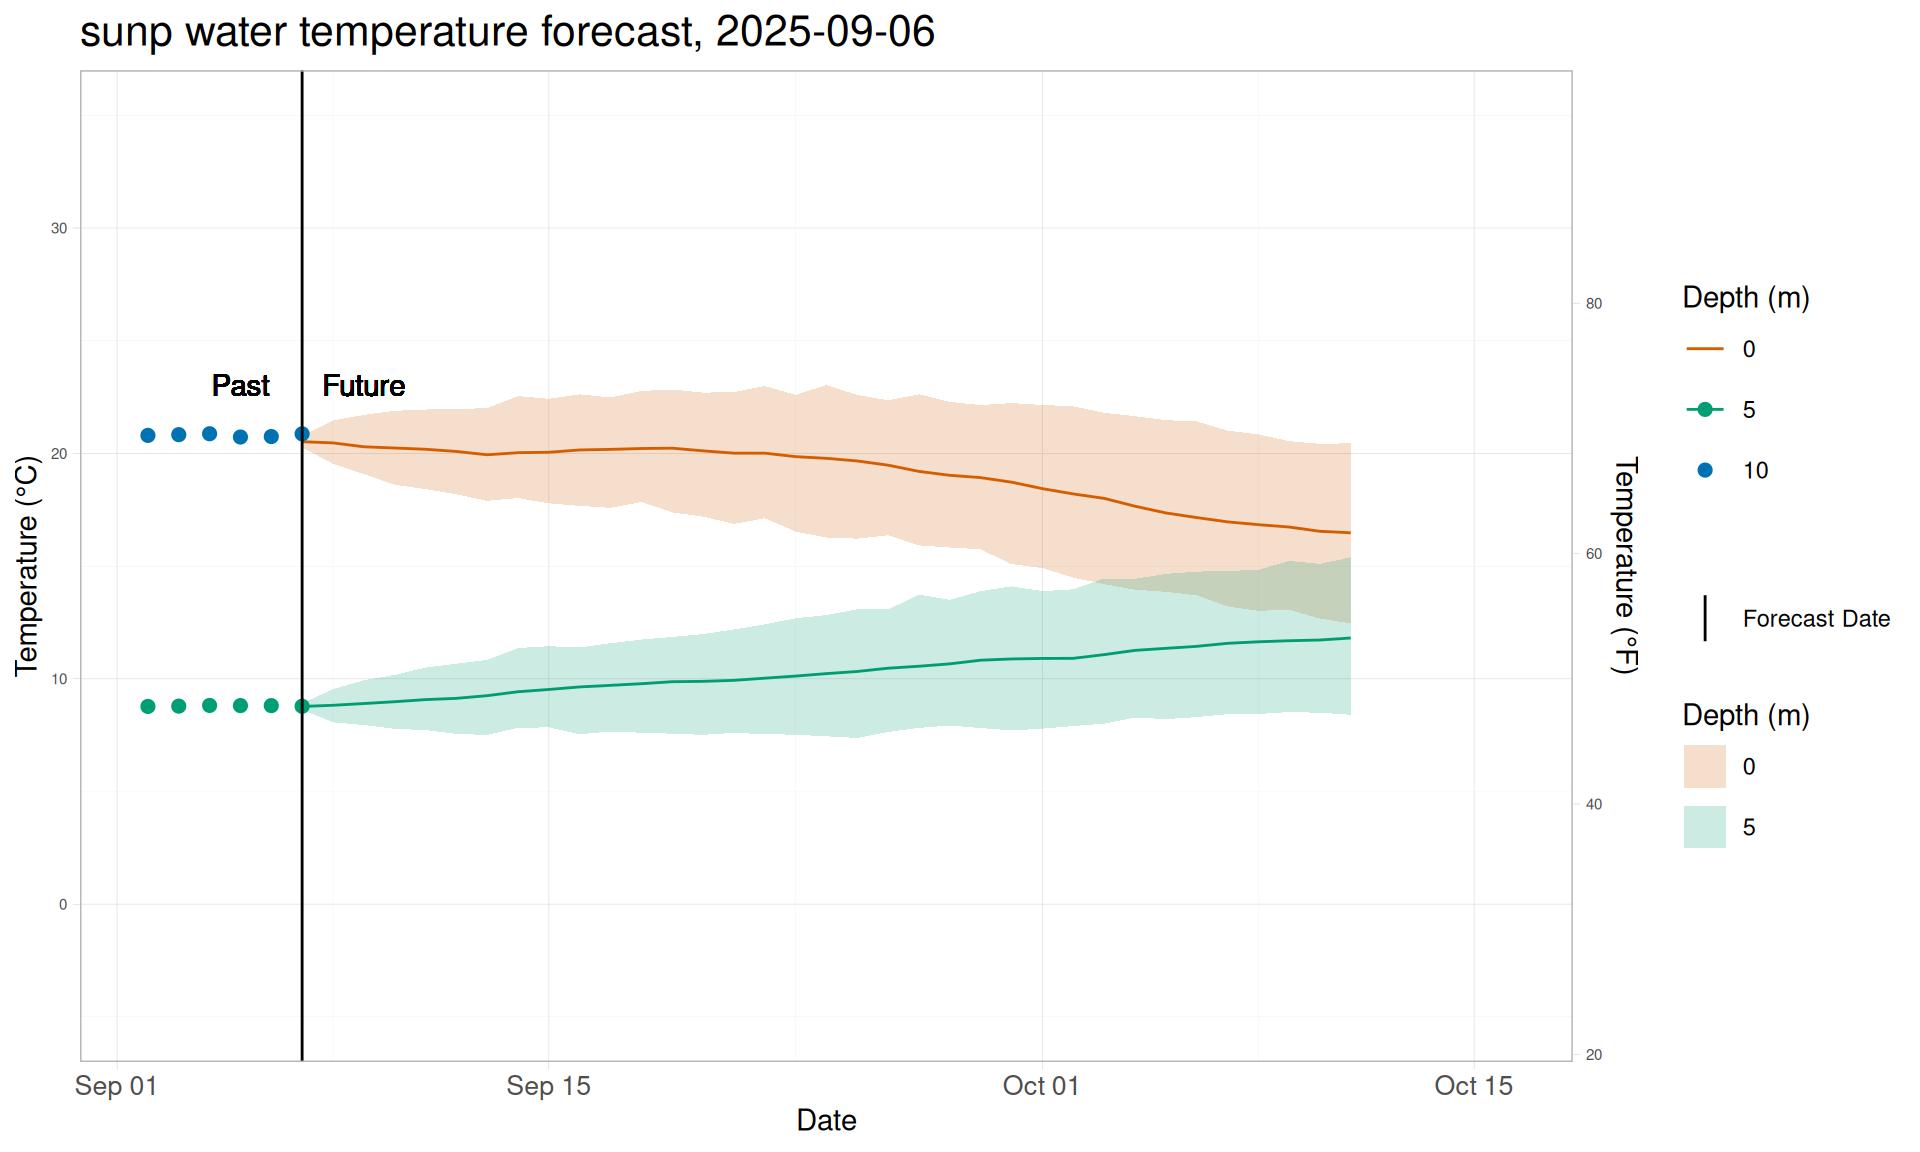 sunp water temperature forecast, 2025-09-06
30
20
10
0
Temperature (°C)
Past
Future
80
60
40
20
Temperature (°F)
Sep 01
Sep 15
Oct 01
Oct 15
Date
Depth (m)
0
5
10
Forecast Date
Depth (m)
0
5